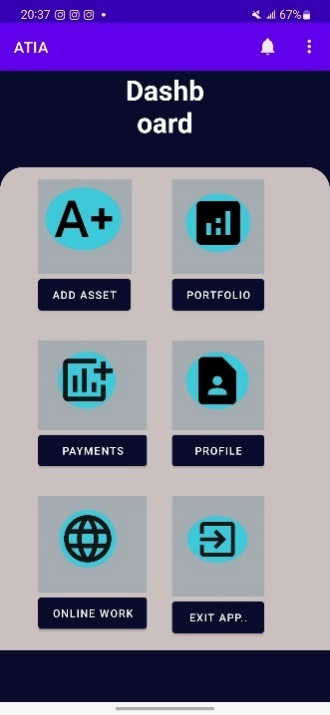 20:37 67%
ATIA
Dashb
oard
A+
ADD ASSET
PORTFOLIO
PAYMENTS
PROFILE
ONLINE WORK
EXIT APP..